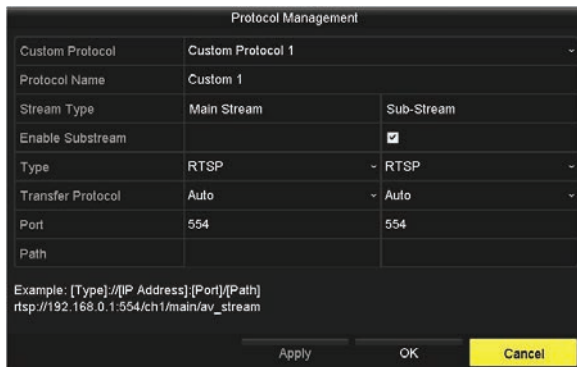 Protocol Management
Custom Protocol Custom Protocol 1
Protocol Name Custom 1
Stream Type Main Stream Sub-Stream
Enable Substream
Type RTSP RTSP
Transfer Protocol Auto Auto
Port 554 554
Path
Example: [Type]://[IP Address]:[Port]/[Path]
rtsp://192.168.0.1:554/ch1/main/av_stream
Apply OK Cancel